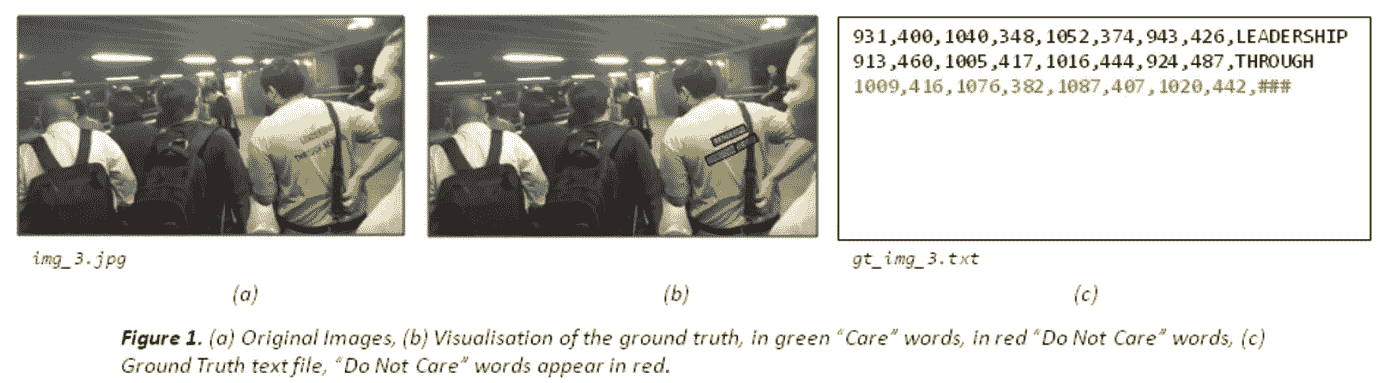 931,400,1040,348,1052,374,943,426,LEADERSHIP
913,460,1005,417,1016,444,924,487,THROUGH
1009,416,1076,382,1087,407,1020,442,###
LEADERSHIP
THROUGH
img_3.jpg
gt_img_3.txt
(a)
(b)
(c)
Figure 1. (a) Original Images, (b) Visualisation of the ground truth, in green “Care” words, in red “Do Not Care” words, (c)
Ground Truth text file, “Do Not Care” words appear in red.